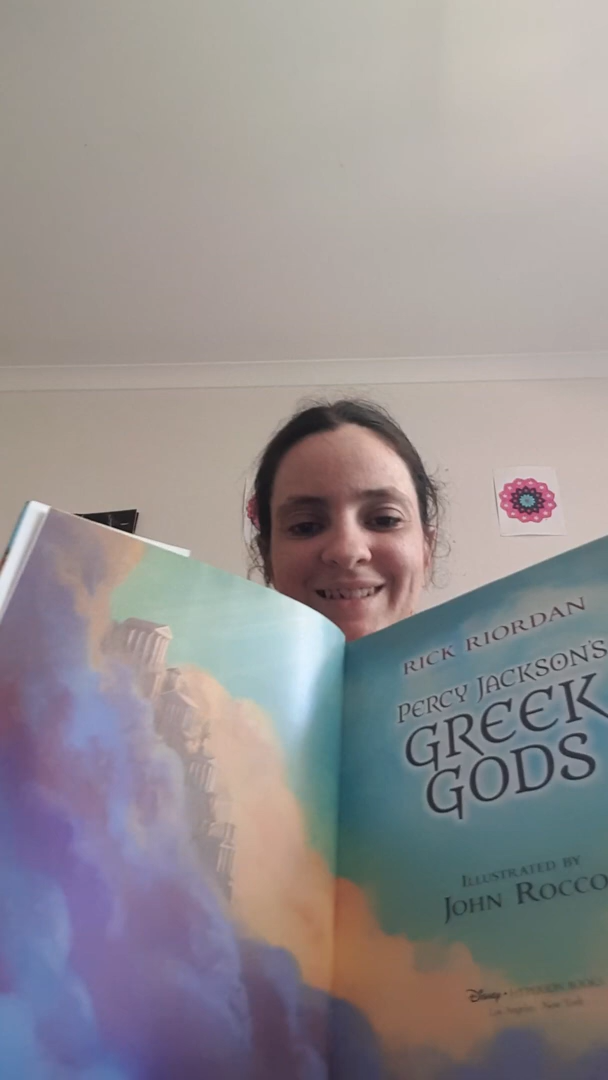 RICK RIORDAN
PERCY JACKSON'S
GREEK
GODS
ILLUSTRATED BY
JOHN ROCCO
Disney • HYPERION BOOKS
Los Angeles New York